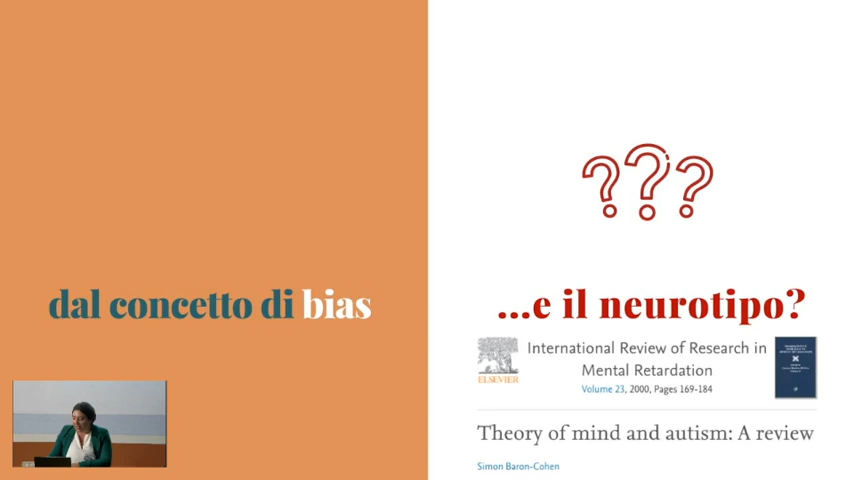 dal concetto di bias
???
...e il neurotipo?
ELSEVIER
International Review of Research in
Mental Retardation
Volume 23, 2000, Pages 169-184
Theory of mind and autism: A review
Simon Baron-Cohen